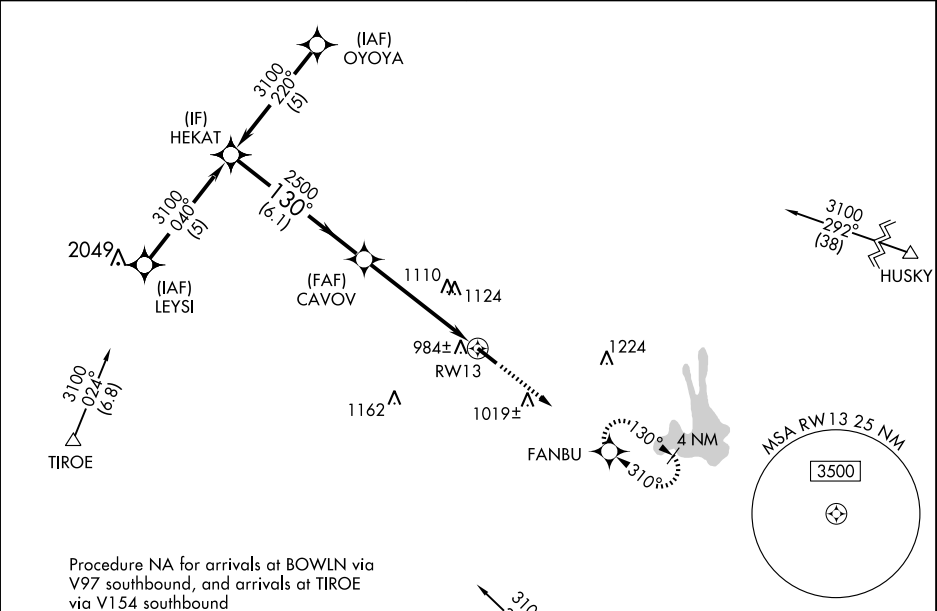 (IAF)
OYOYA
3100
220°
(5)
(IF)
HEKAT
2500
130°
(6.1)
3100
040°
(5)
2049
(IAF)
LEYSI
(FAF)
CAVOV
1110
1124
3100
292°
(38)
HUSKY
984±
RW13
1224
3100
024°
(6.8)
TIROE
1162
1019±
FANBU
130°
310°
4 NM
MSA RW13 25 NM
3500
Procedure NA for arrivals at BOWLN via
V97 southbound, and arrivals at TIROE
via V154 southbound